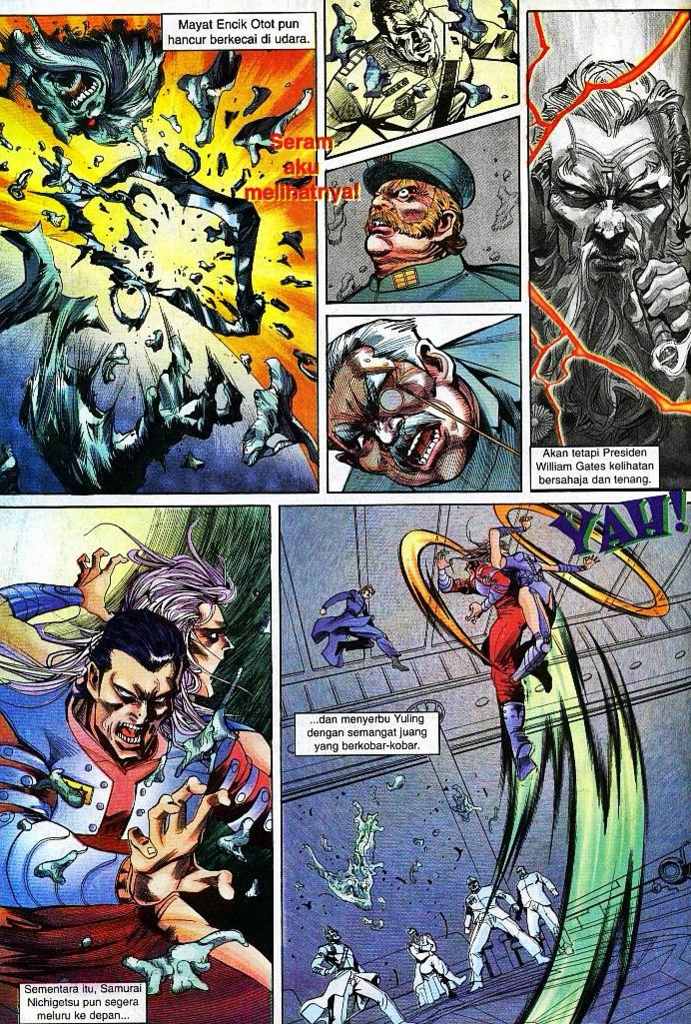 Mayat Encik Otot pun
hancur berkecai di udara.
Seram
aku
melihatnya!
Akan tetapi Presiden
William Gates kelihatan
bersahaja dan tenang.
Sementara itu, Samurai
Nichigetsu pun segera
meluru ke depan...
YAH!
...dan menyerbu Yuling
dengan semangat juang
yang berkobar-kobar.